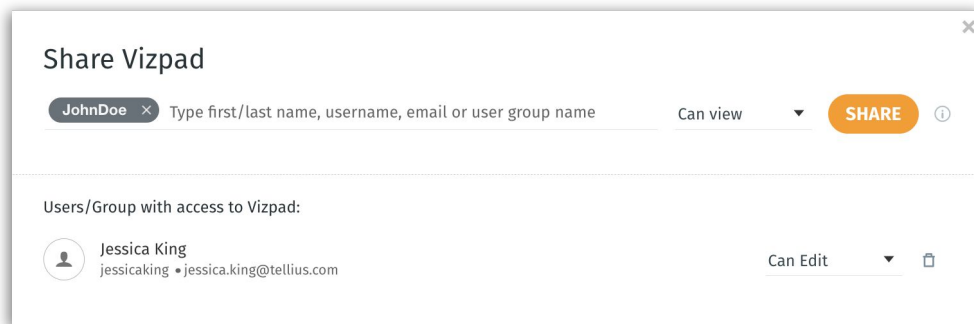 Share Vizpad
JohnDoe × Type first/last name, username, email or user group name Can view SHARE
Users/Group with access to Vizpad:
Jessica King
jessicaking • jessica.king@tellius.com
Can Edit